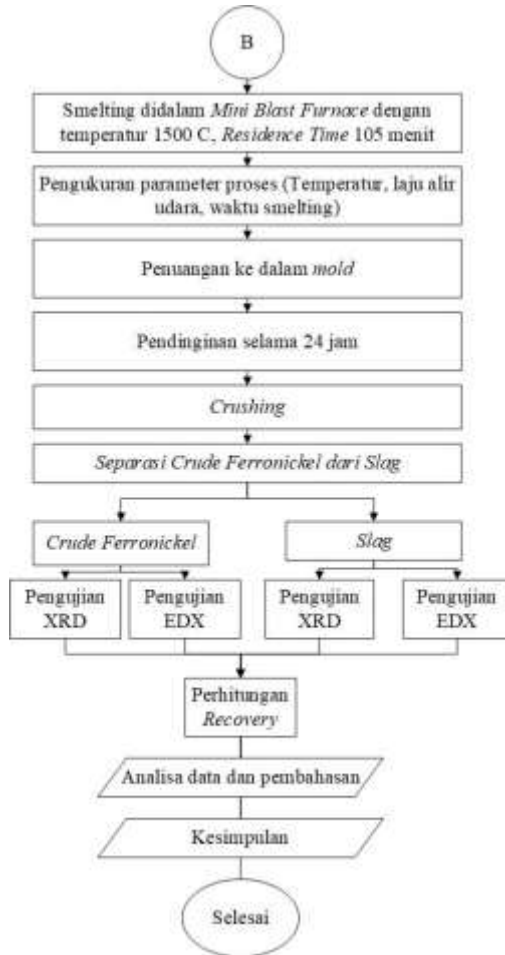 B
Smelting didalam Mini Blast Furnace dengan
temperatur 1500 C, Residence Time 105 menit
Pengukuran parameter proses (Temperatur, laju alir
udara, waktu smelting)
Penuangan ke dalam mold
Pendinginan selama 24 jam
Crushing
Separasi Crude Ferronickel dari Slag
Crude Ferronickel
Slag
Pengujian
XRD
Pengujian
EDX
Pengujian
XRD
Pengujian
EDX
Perhitungan
Recovery
Analisa data dan pembahasan
Kesimpulan
Selesai